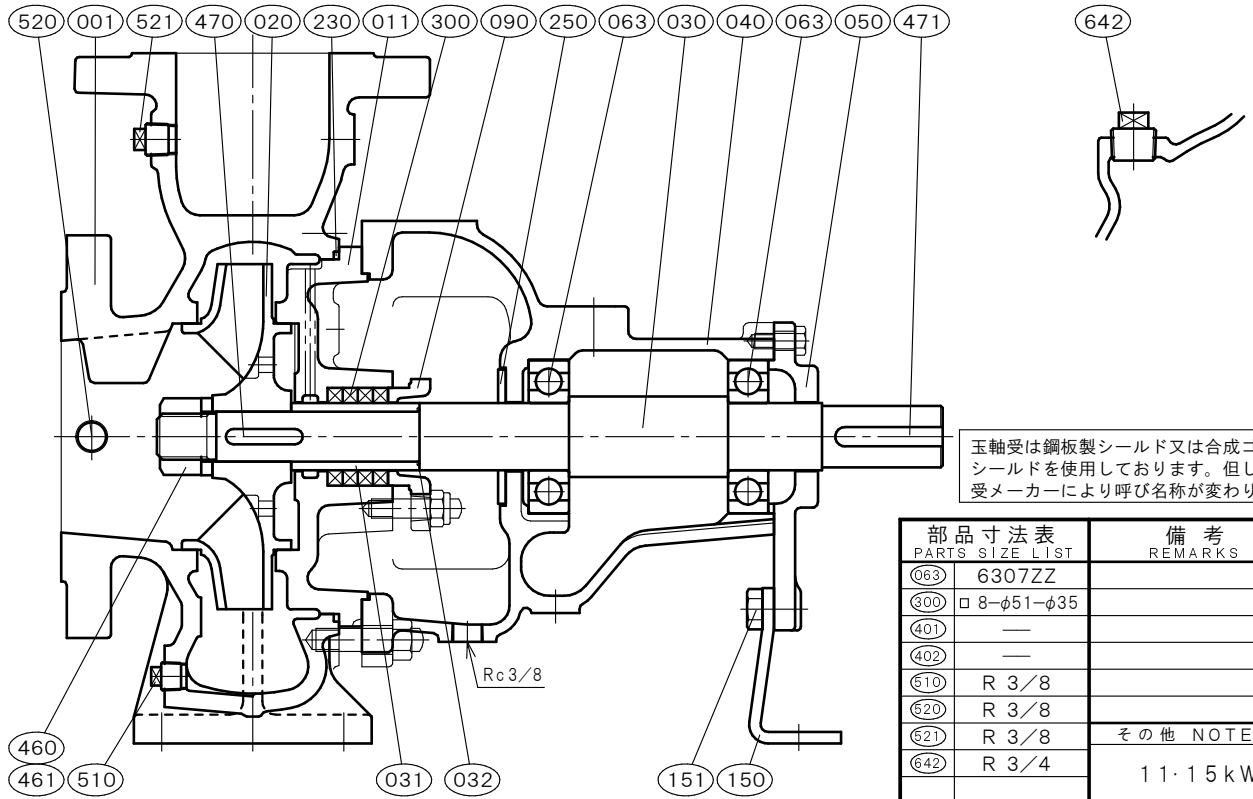 520 001 521 470 020 230 011 300 090 250 063 030 040 063 050 471 642
玉軸受は鋼板製シールド又は合成コ
シールドを使用しております。但し
受メーカーにより呼び名称が変わり
部品寸法表 備考
PARTS SIZE LIST REMARKS
063 6307ZZ
300 □ 8-φ51-φ35
401 —
402 —
510 R 3/8
520 R 3/8
521 R 3/8 その他 NOTE
642 R 3/4 11·15kW
Rc3/8
460
461 510 031 032 151 150